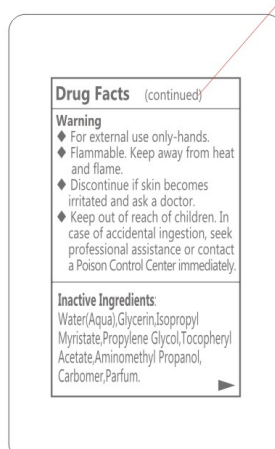 Drug Facts (continued)
Warning
◆ For external use only-hands.
◆ Flammable. Keep away from heat
and flame.
◆ Discontinue if skin becomes
irritated and ask a doctor.
◆ Keep out of reach of children. In
case of accidental ingestion, seek
professional assistance or contact
a Poison Control Center immediately.
Inactive Ingredients:
Water(Aqua),Glycerin,Isopropyl
Myristate,Propylene Glycol,Tocopheryl
Acetate,Aminomethyl Propanol,
Carbomer,Parfum.